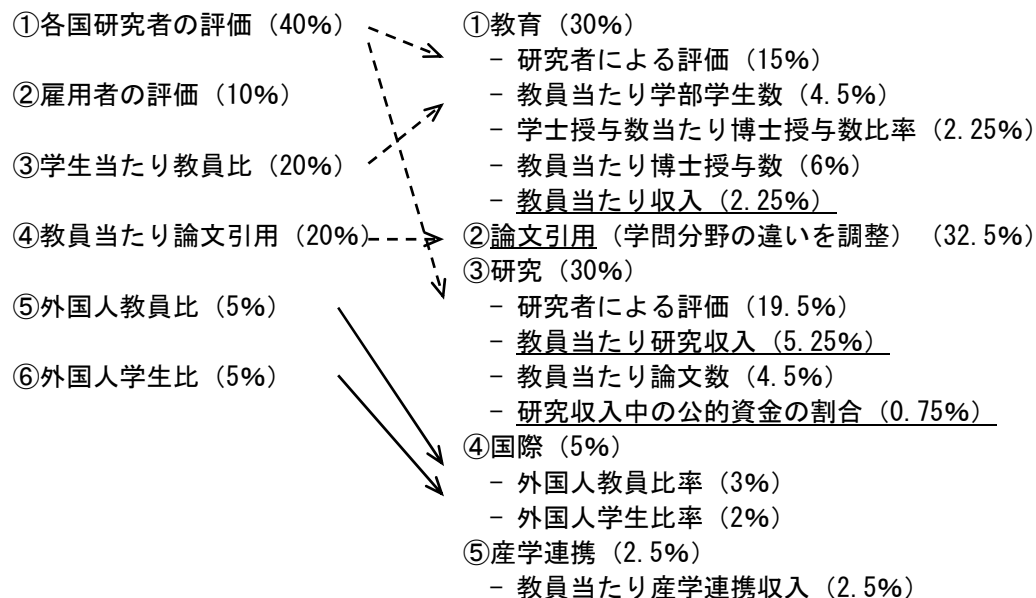 ①各国研究者の評価（40%）
②雇用者の評価（10%）
③学生当たり教員比（20%）
④教員当たり論文引用（20%）
⑤外国人教員比（5%）
⑥外国人学生比（5%）
①教育（30%）
- 研究者による評価（15%）
- 教員当たり学部学生数（4.5%）
- 学士授与数当たり博士授与数比率（2.25%）
- 教員当たり博士授与数（6%）
- 教員当たり収入（2.25%）
②論文引用（学問分野の違いを調整）（32.5%）
③研究（30%）
- 研究者による評価（19.5%）
- 教員当たり研究収入（5.25%）
- 教員当たり論文数（4.5%）
- 研究収入中の公的資金の割合（0.75%）
④国際（5%）
- 外国人教員比率（3%）
- 外国人学生比率（2%）
⑤産学連携（2.5%）
- 教員当たり産学連携収入（2.5%）